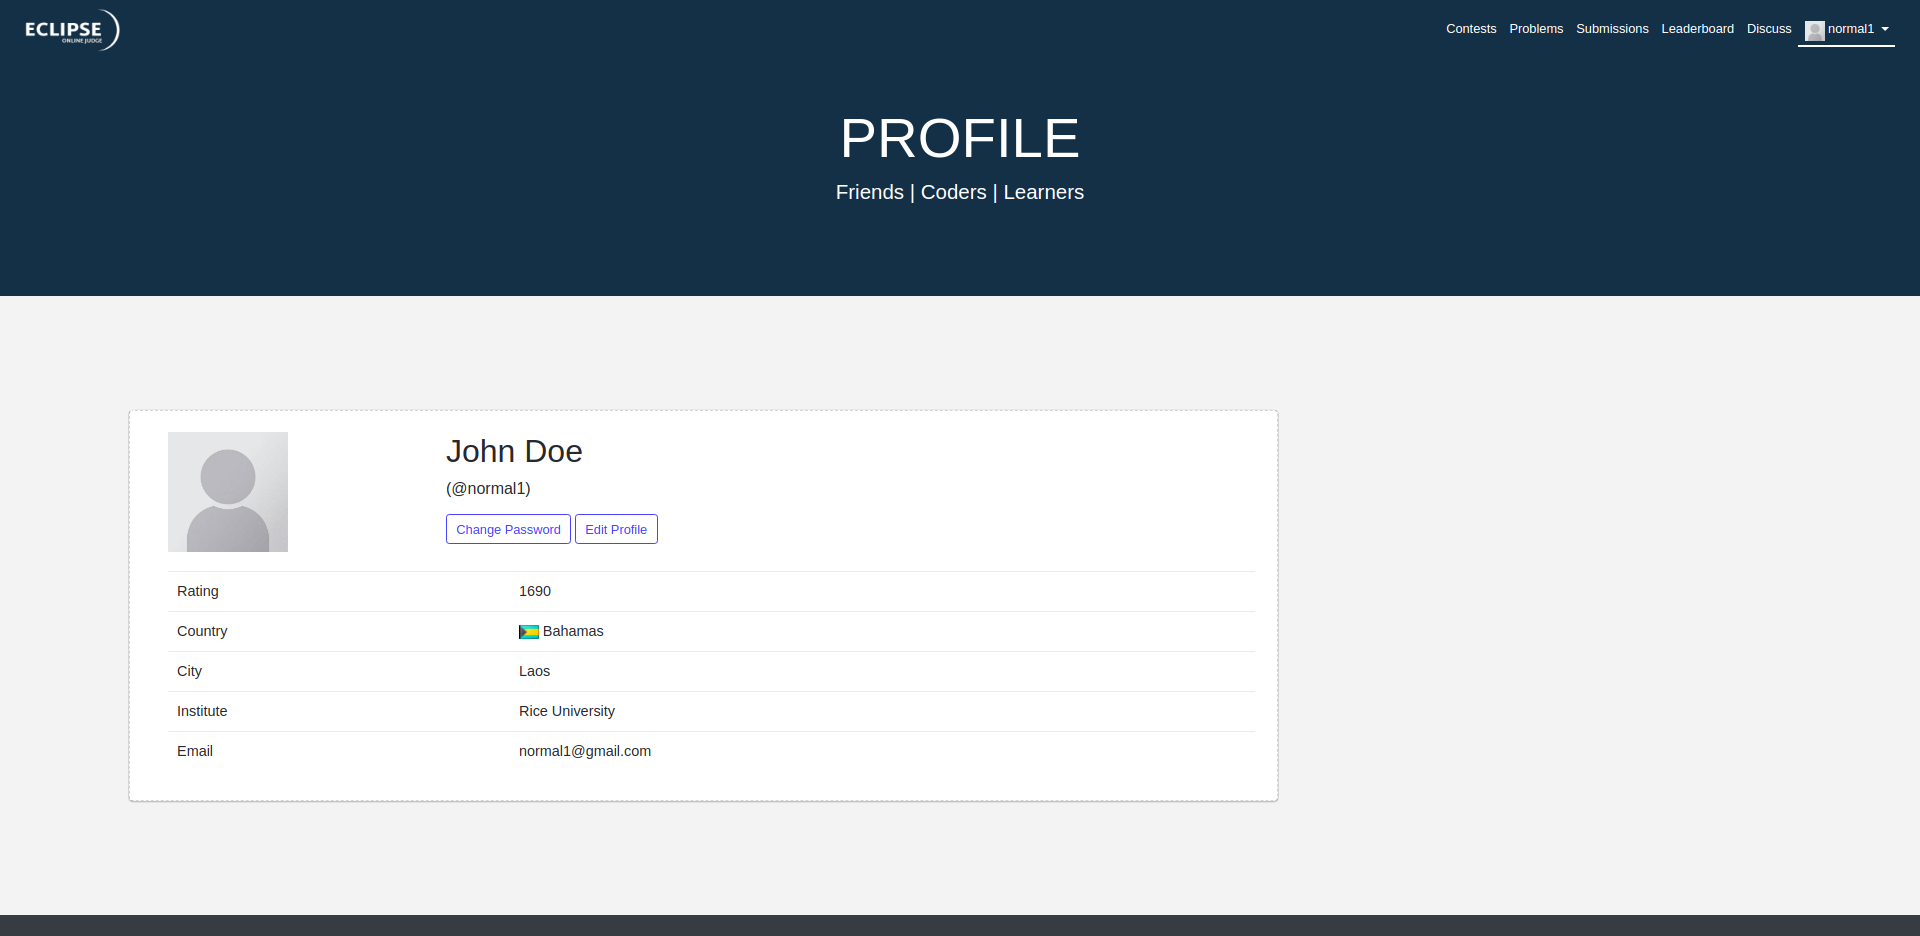 ECLIPSE
ONLINE JUDGE
Contests Problems Submissions Leaderboard Discuss normal1
PROFILE
Friends | Coders | Learners
John Doe
(@normal1)
Change Password Edit Profile
Rating 1690
Country Bahamas
City Laos
Institute Rice University
Email normal1@gmail.com